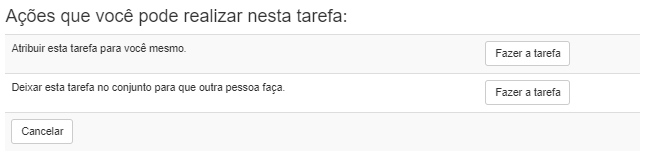 Ações que você pode realizar nesta tarefa:
Atribuir esta tarefa para você mesmo. Fazer a tarefa
Deixar esta tarefa no conjunto para que outra pessoa faça. Fazer a tarefa
Cancelar